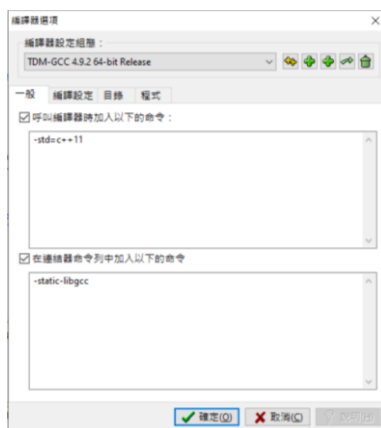 編譯器選項
編譯器設定組態：
TDM-GCC 4.9.2 64-bit Release
一般 編譯設定 目錄 程式
呼叫編譯器時加入以下的命令：
-std=c++11
在連結器命令列中加入以下的命令
-static-libgcc
確定(O) 取消(C)